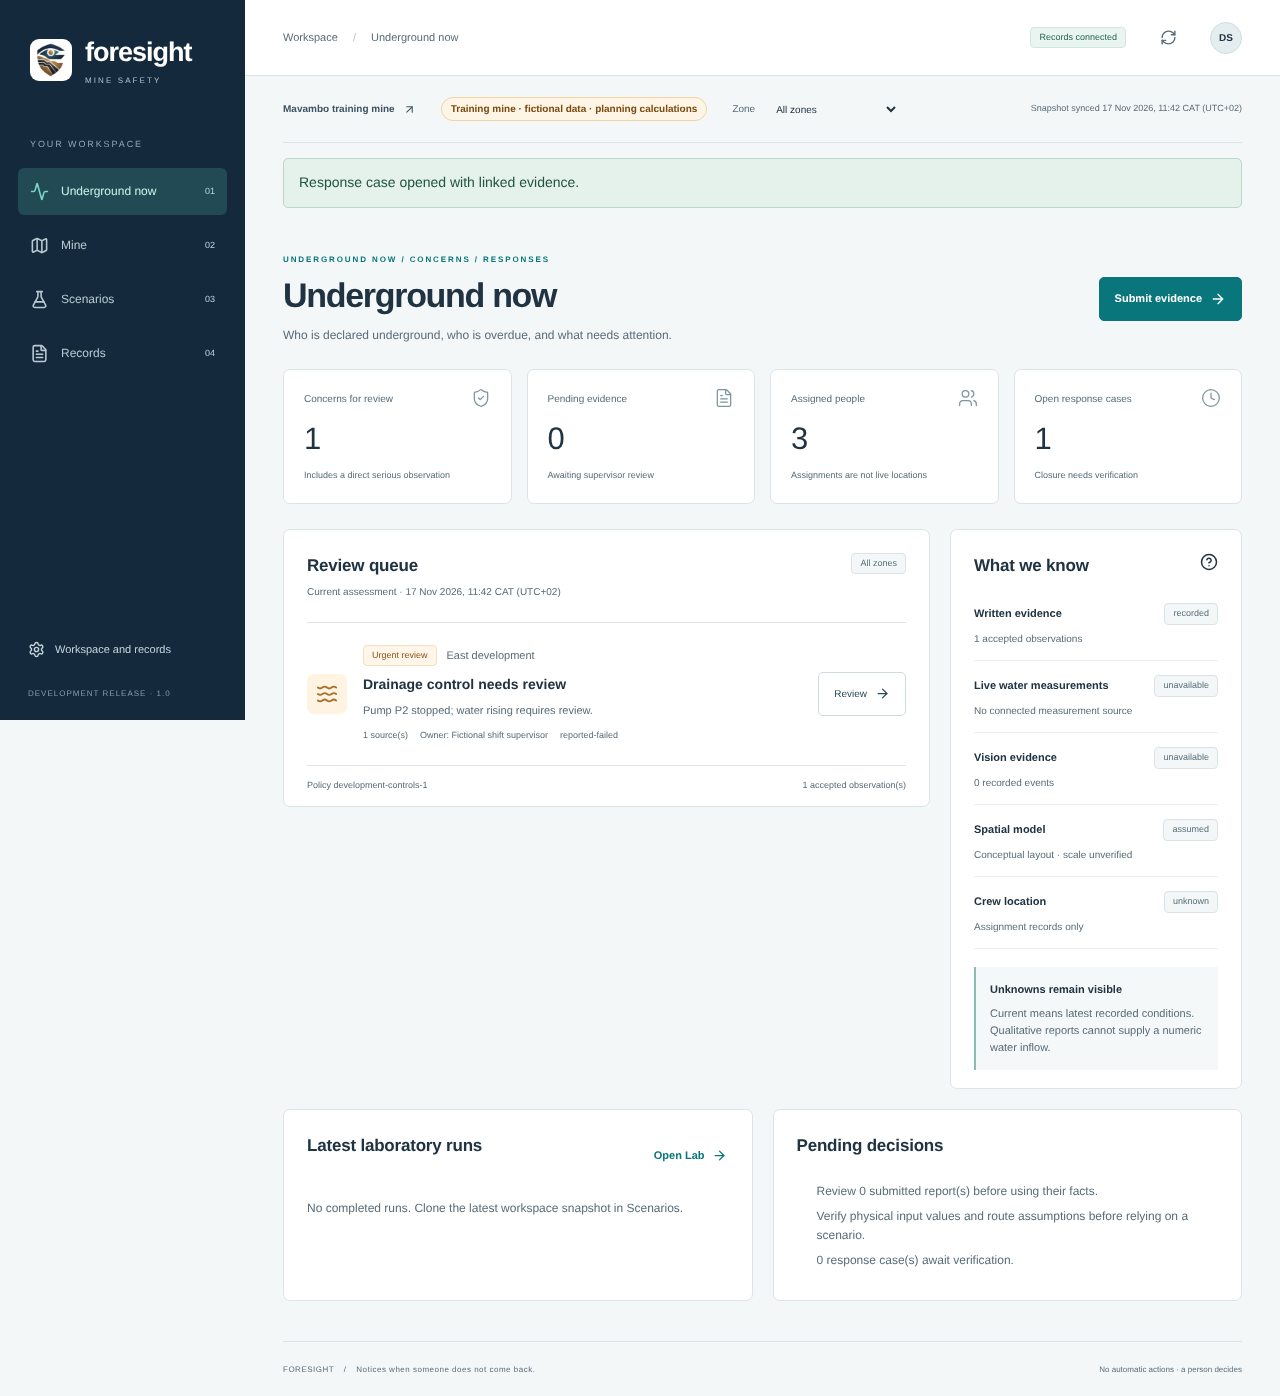 foresight
MINE SAFETY
YOUR WORKSPACE
Underground now 01
Mine 02
Scenarios 03
Records 04
Workspace and records
DEVELOPMENT RELEASE · 1.0
Workspace / Underground now
Records connected
DS
Mavambo training mine
Training mine · fictional data · planning calculations
Zone All zones
Snapshot synced 17 Nov 2026, 11:42 CAT (UTC+02)
Response case opened with linked evidence.
UNDERGROUND NOW / CONCERNS / RESPONSES
Underground now
Who is declared underground, who is overdue, and what needs attention.
Submit evidence
Concerns for review
1
Includes a direct serious observation
Pending evidence
0
Awaiting supervisor review
Assigned people
3
Assignments are not live locations
Open response cases
1
Closure needs verification
Review queue
All zones
Current assessment · 17 Nov 2026, 11:42 CAT (UTC+02)
Urgent review East development
Drainage control needs review
Pump P2 stopped; water rising requires review.
1 source(s) Owner: Fictional shift supervisor reported-failed
Review
Policy development-controls-1
1 accepted observation(s)
What we know
Written evidence recorded
1 accepted observations
Live water measurements unavailable
No connected measurement source
Vision evidence unavailable
0 recorded events
Spatial model assumed
Conceptual layout · scale unverified
Crew location unknown
Assignment records only
Unknowns remain visible
Current means latest recorded conditions.
Qualitative reports cannot supply a numeric
water inflow.
Latest laboratory runs
Open Lab
No completed runs. Clone the latest workspace snapshot in Scenarios.
Pending decisions
Review 0 submitted report(s) before using their facts.
Verify physical input values and route assumptions before relying on a
scenario.
0 response case(s) await verification.
FORESIGHT / Notices when someone does not come back.
No automatic actions · a person decides